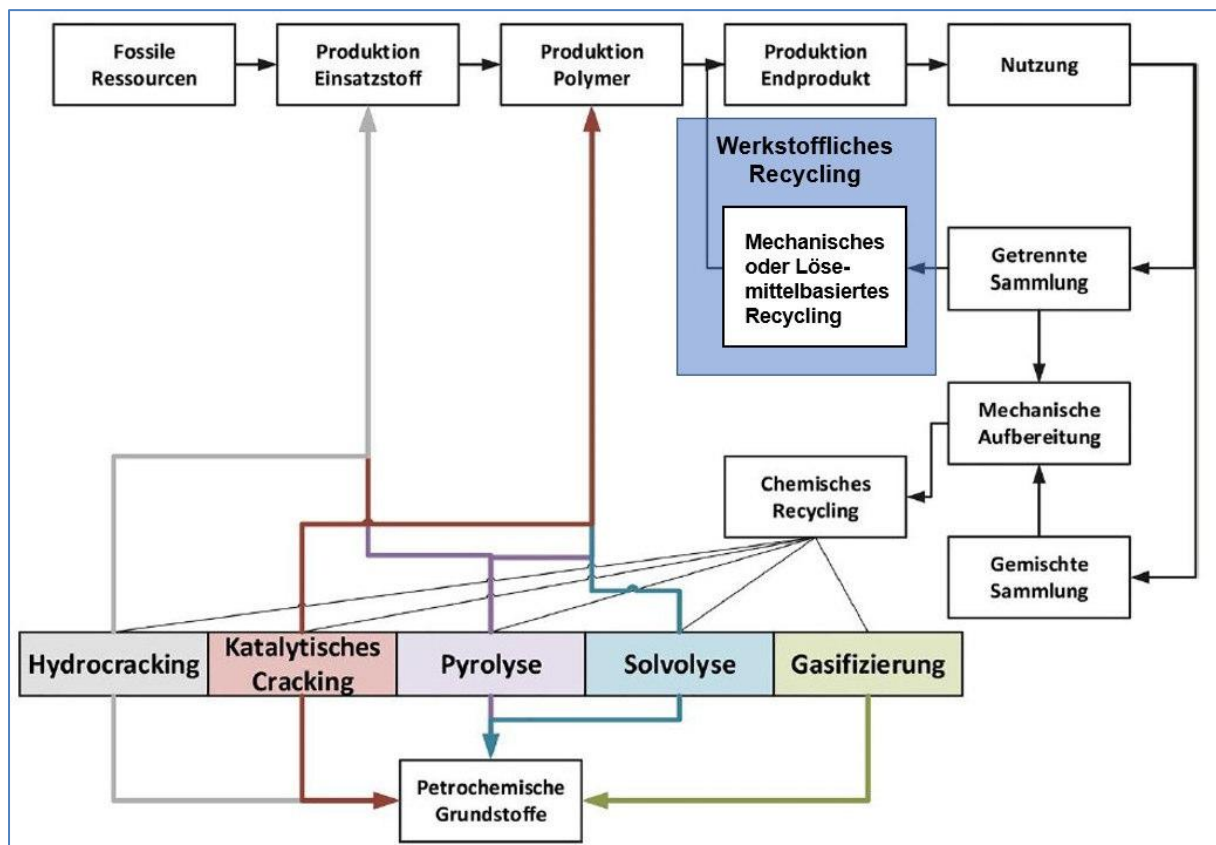 Fossile
Ressourcen
Produktion
Einsatzstoff
Produktion
Polymer
Produktion
Endprodukt
Nutzung
Werkstoffliches
Recycling
Mechanisches
oder Löse-
mittelbasiertes
Recycling
Getrennte
Sammlung
Mechanische
Aufbereitung
Chemisches
Recycling
Gemischte
Sammlung
Hydrocracking
Katalytisches
Cracking
Pyrolyse
Solvolyse
Gasifizierung
Petrochemische
Grundstoffe